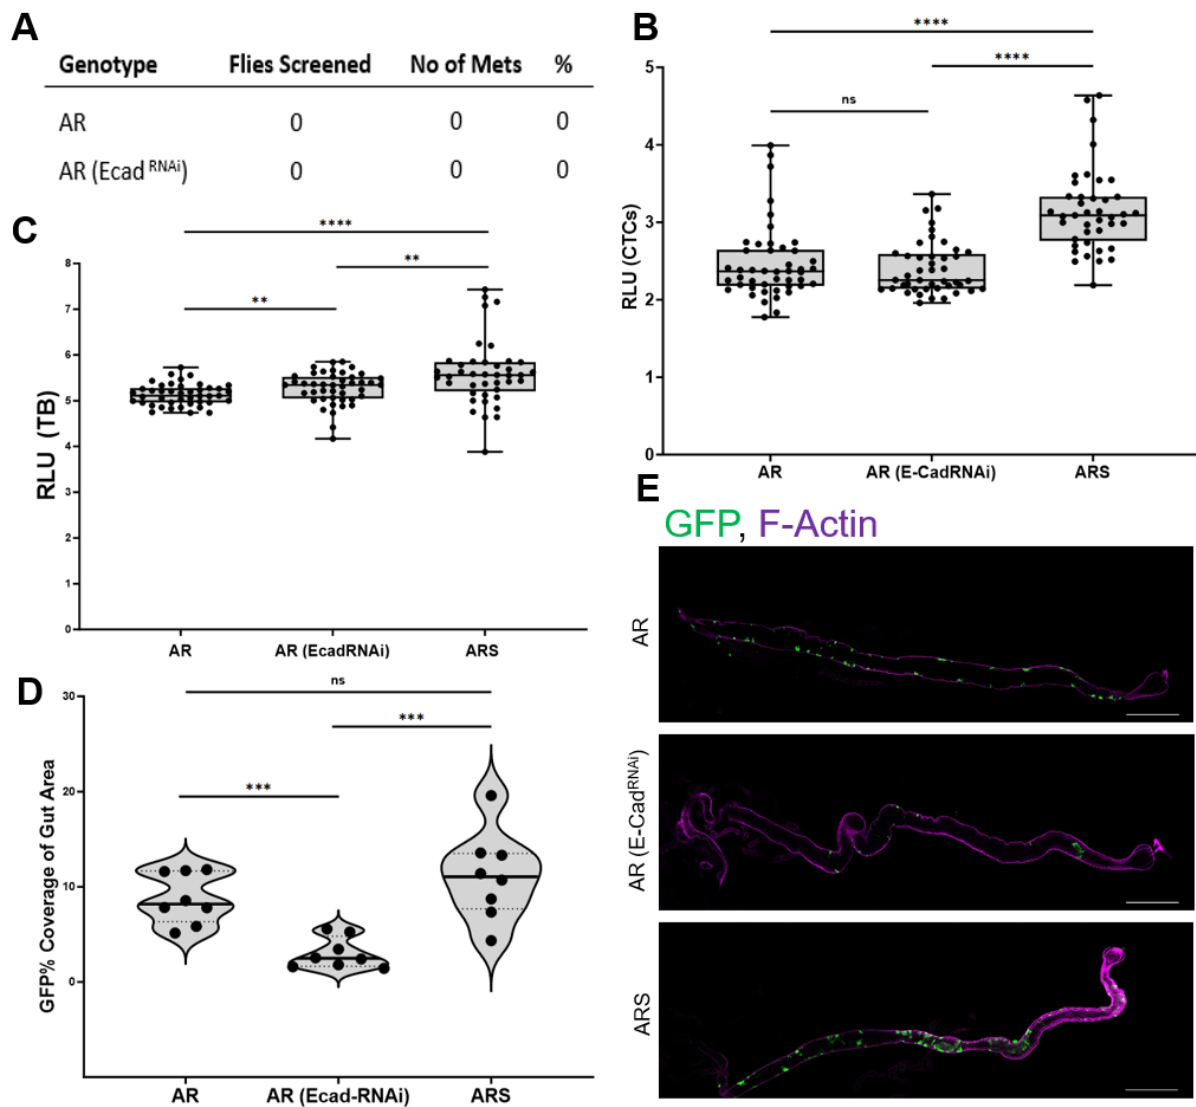 A
Genotype Flies Screened No of Mets %
AR 0 0 0
AR (Ecad RNAi) 0 0 0
B
****
****
ns
RLU (CTCs)
5
4
3
2
1
0
AR AR (E-CadRNAi) ARS
C
****
**
**
RLU (TB)
8
7
6
5
4
3
2
1
0
AR AR (EcadRNAi) ARS
D
ns
***
***
GFP% Coverage of Gut Area
30
20
10
0
AR AR (Ecad-RNAi) ARS
E
GFP, F-Actin
AR
AR (E-CadRNAi)
ARS